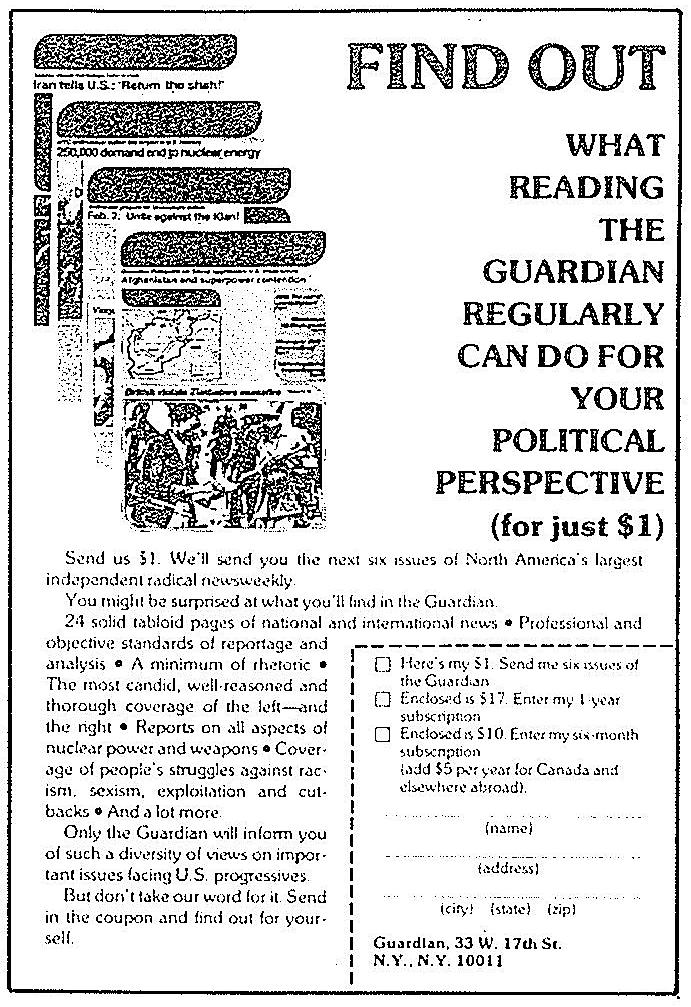 FIND OUT
WHAT
READING
THE
GUARDIAN
REGULARLY
CAN DO FOR
YOUR
POLITICAL
PERSPECTIVE
(for just $1)
Iran tells U.S.: "Return the shah!"
250,000 demand end to nuclear energy
Feb. 2: Unite against the Klan!
Afghanistan and superpower contention
British violate Zimbabwe ceasefire
Send us $1. We'll send you the next six issues of North America's largest
independent radical newsweekly.
You might be surprised at what you'll find in the Guardian.
24 solid tabloid pages of national and international news • Professional and
objective standards of reportage and
analysis • A minimum of rhetoric •
The most candid, well-reasoned and
thorough coverage of the left—and
the right • Reports on all aspects of
nuclear power and weapons • Cover-
age of people's struggles against rac-
ism, sexism, exploitation and cut-
backs • And a lot more.
Only the Guardian will inform you
of such a diversity of views on impor-
tant issues facing U.S. progressives.
But don't take our word for it. Send
in the coupon and find out for your-
self.
Here's my $1. Send me six issues of
the Guardian
Enclosed is $17. Enter my 1-year
subscription
Enclosed is $10. Enter my six-month
subscription
(add $5 per year for Canada and
elsewhere abroad).
(name)
(address)
(city) (state) (zip)
Guardian, 33 W. 17th St.
N.Y., N.Y. 10011